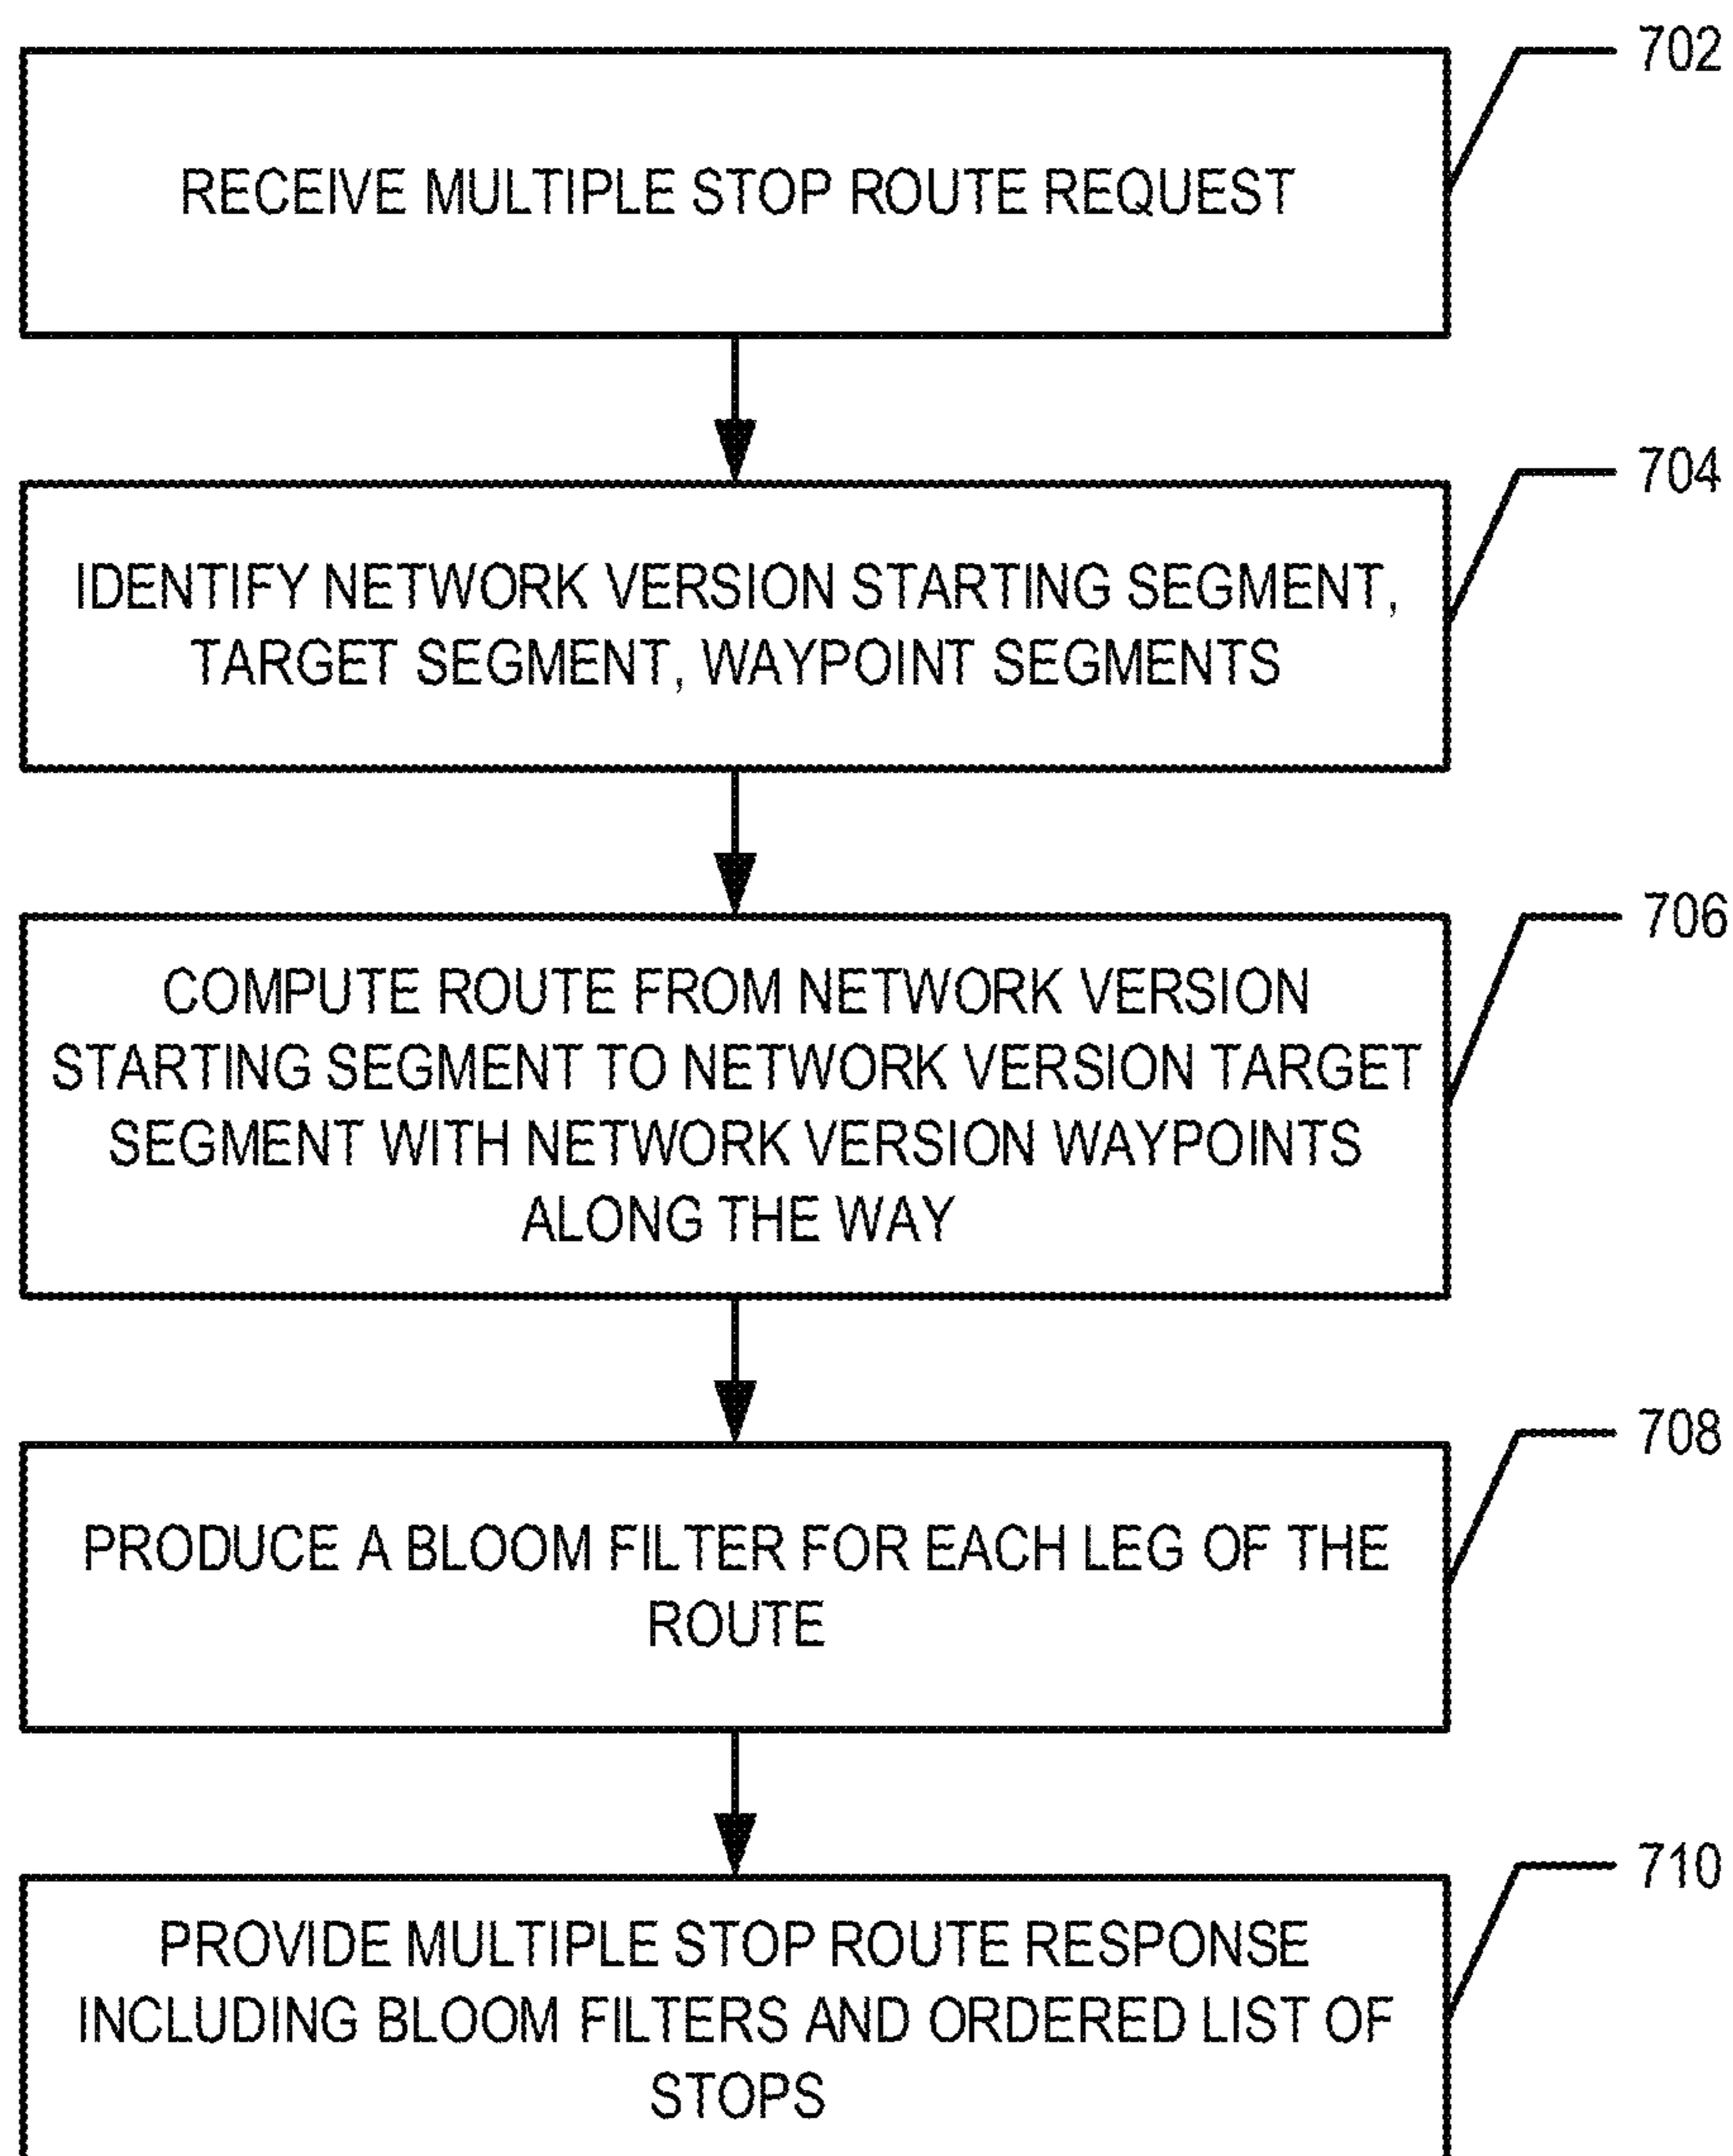 702
RECEIVE MULTIPLE STOP ROUTE REQUEST
704
IDENTIFY NETWORK VERSION STARTING SEGMENT,
TARGET SEGMENT, WAYPOINT SEGMENTS
706
COMPUTE ROUTE FROM NETWORK VERSION
STARTING SEGMENT TO NETWORK VERSION TARGET
SEGMENT WITH NETWORK VERSION WAYPOINTS
ALONG THE WAY
708
PRODUCE A BLOOM FILTER FOR EACH LEG OF THE
ROUTE
710
PROVIDE MULTIPLE STOP ROUTE RESPONSE
INCLUDING BLOOM FILTERS AND ORDERED LIST OF
STOPS